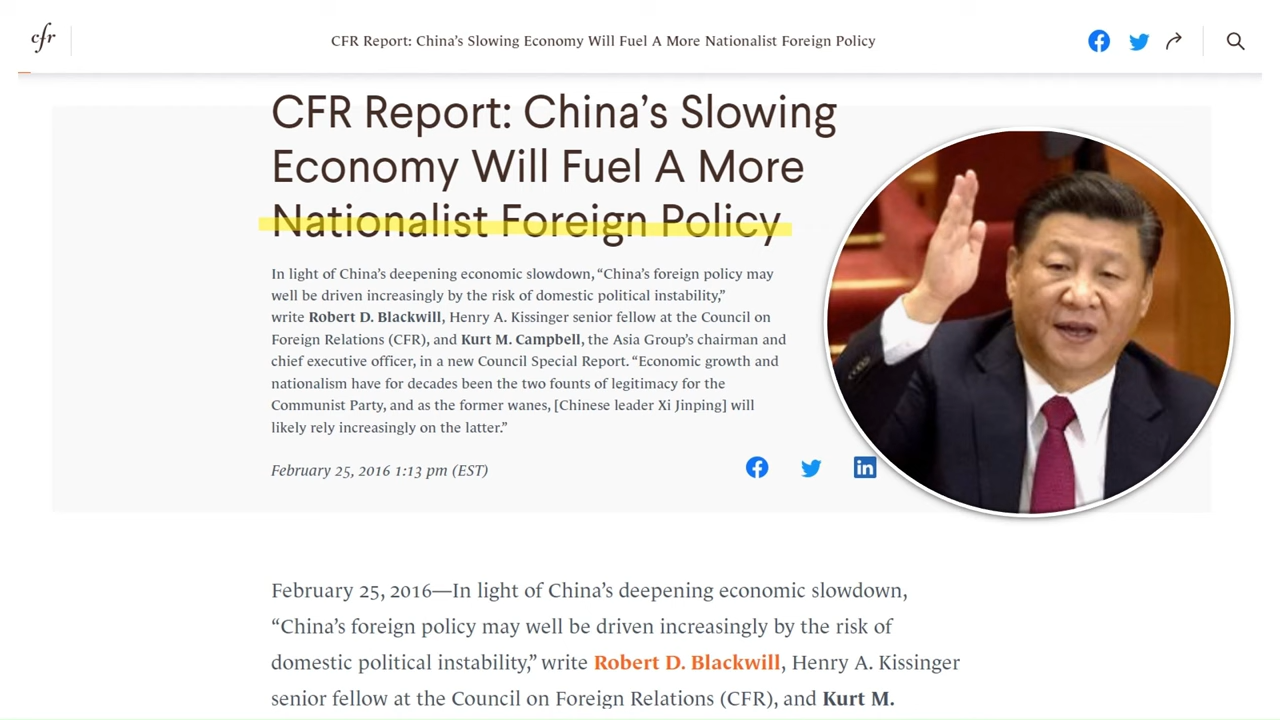 cfr
CFR Report: China’s Slowing Economy Will Fuel A More Nationalist Foreign Policy
CFR Report: China’s Slowing
Economy Will Fuel A More
Nationalist Foreign Policy
In light of China’s deepening economic slowdown, “China’s foreign policy may
well be driven increasingly by the risk of domestic political instability,”
write Robert D. Blackwill, Henry A. Kissinger senior fellow at the Council on
Foreign Relations (CFR), and Kurt M. Campbell, the Asia Group’s chairman and
chief executive officer, in a new Council Special Report. “Economic growth and
nationalism have for decades been the two founts of legitimacy for the
Communist Party, and as the former wanes, [Chinese leader Xi Jinping] will
likely rely increasingly on the latter.”
February 25, 2016 1:13 pm (EST)
in
February 25, 2016—In light of China’s deepening economic slowdown,
“China’s foreign policy may well be driven increasingly by the risk of
domestic political instability,” write Robert D. Blackwill, Henry A. Kissinger
senior fellow at the Council on Foreign Relations (CFR), and Kurt M.